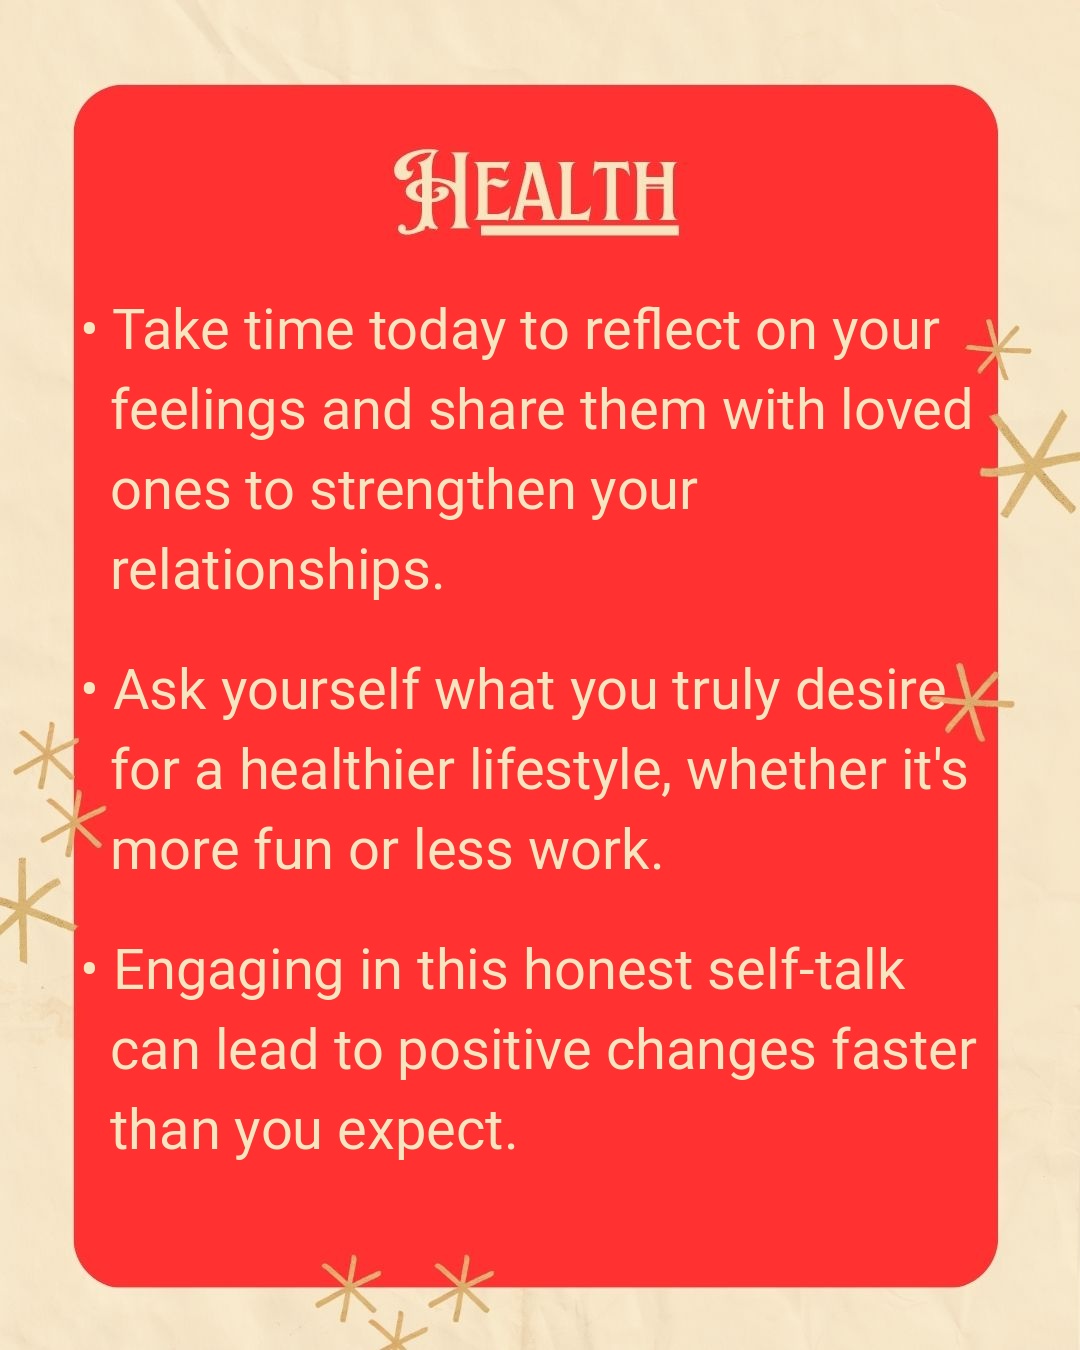 Health
• Take time today to reflect on your
feelings and share them with loved
ones to strengthen your
relationships.
• Ask yourself what you truly desire
for a healthier lifestyle, whether it's
more fun or less work.
• Engaging in this honest self-talk
can lead to positive changes faster
than you expect.